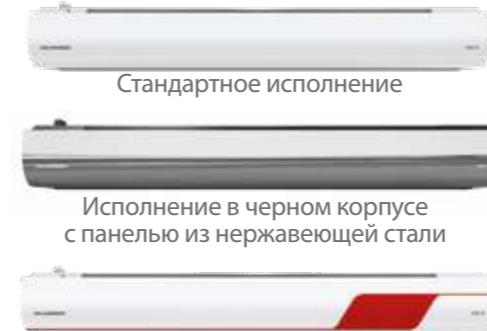 Стандартное исполнение
Исполнение в черном корпусе
с панелью из нержавеющей стали